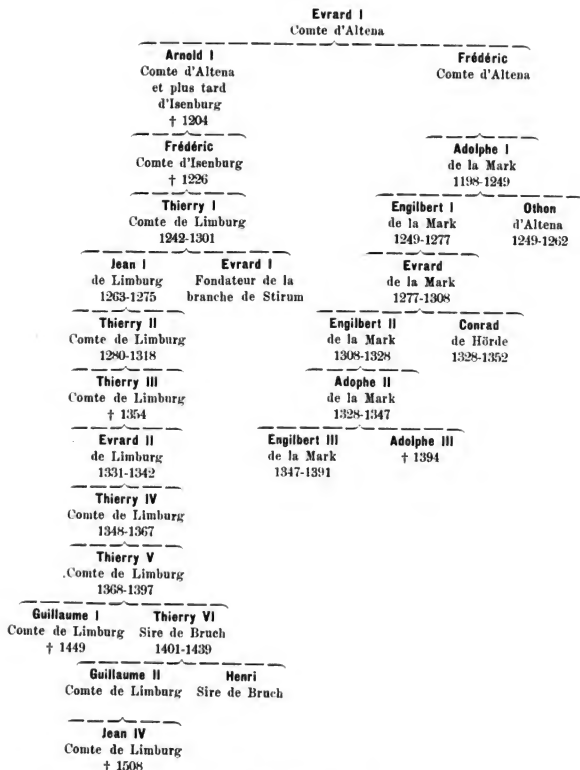 Evrard I
Comte d'Altena
Arnold I
Comte d'Altena
et plus tard
d'Isenburg
† 1204
Frédéric
Comte d'Altena
Frédéric
Comte d'Isenburg
† 1226
Adolphe I
de la Mark
1198-1249
Thierry I
Comte de Limburg
1242-1301
Engilbert I
de la Mark
1249-1277
Othon
d'Altena
1249-1262
Jean I
de Limburg
1263-1275
Evrard I
Fondateur de la
branche de Stirum
Evrard
de la Mark
1277-1308
Thierry II
Comte de Limburg
1280-1318
Engilbert II
de la Mark
1308-1328
Conrad
de Hörde
1328-1352
Thierry III
Comte de Limburg
† 1354
Adophe II
de la Mark
1328-1347
Evrard II
de Limburg
1331-1342
Engilbert III
de la Mark
1347-1391
Adolphe III
† 1394
Thierry IV
Comte de Limburg
1348-1367
Thierry V
Comte de Limburg
1368-1397
Guillaume I
Comte de Limburg
† 1449
Thierry VI
Sire de Bruch
1401-1439
Guillaume II
Comte de Limburg
Henri
Sire de Bruch
Jean IV
Comte de Limburg
† 1508